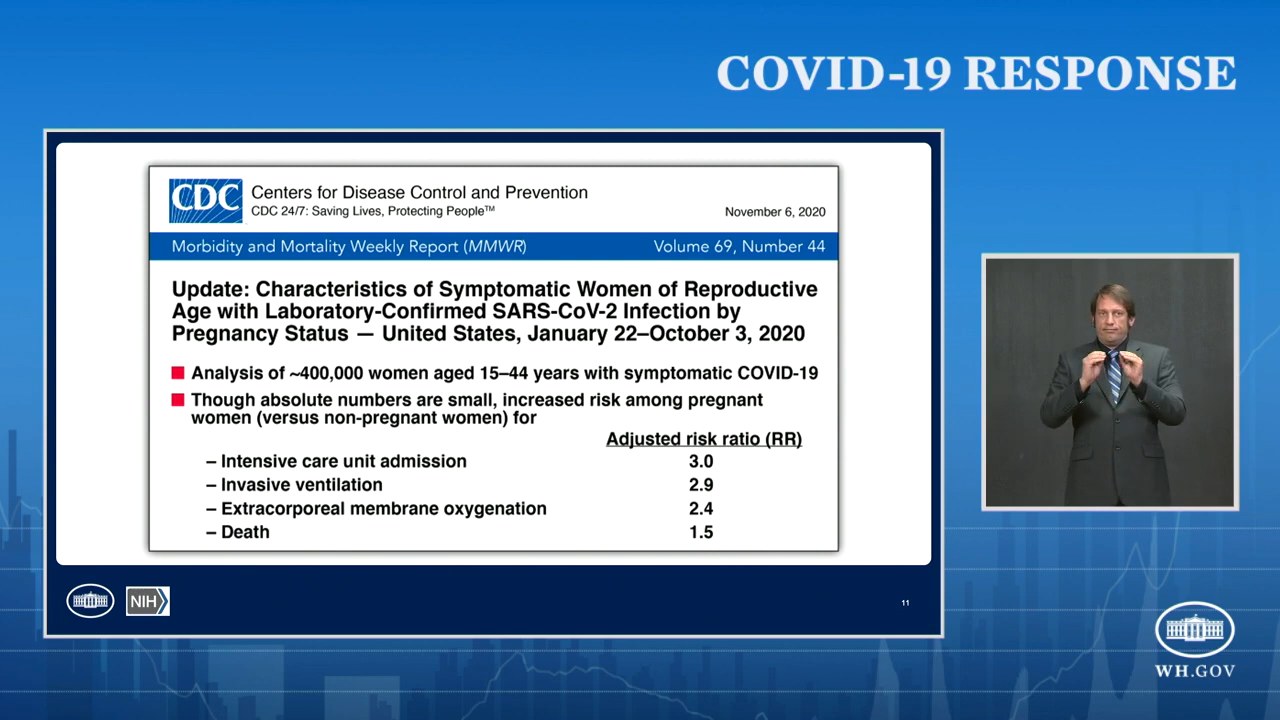 COVID-19 RESPONSE
CDC
Centers for Disease Control and Prevention
CDC 24/7: Saving Lives, Protecting People™
November 6, 2020
Morbidity and Mortality Weekly Report (MMWR)
Volume 69, Number 44
Update: Characteristics of Symptomatic Women of Reproductive
Age with Laboratory-Confirmed SARS-CoV-2 Infection by
Pregnancy Status — United States, January 22–October 3, 2020
Analysis of ~400,000 women aged 15–44 years with symptomatic COVID-19
Though absolute numbers are small, increased risk among pregnant
women (versus non-pregnant women) for
Adjusted risk ratio (RR)
– Intensive care unit admission 3.0
– Invasive ventilation 2.9
– Extracorporeal membrane oxygenation 2.4
– Death 1.5
NIH
11
WH.GOV